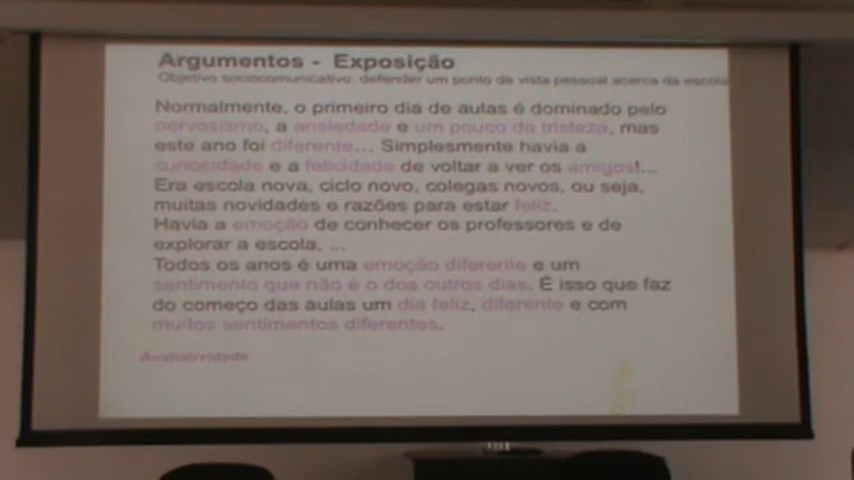 Argumentos - Exposição
Objetivo sociocomunicativo: defender um ponto de vista pessoal acerca da escola
Normalmente, o primeiro dia de aulas é dominado pelo
nervosismo, a ansiedade e um pouco de tristeza, mas
este ano foi diferente... Simplesmente havia a
curiosidade e a felicidade de voltar a ver os amigos!...
Era escola nova, ciclo novo, colegas novos, ou seja,
muitas novidades e razões para estar feliz.
Havia a emoção de conhecer os professores e de
explorar a escola, ...
Todos os anos é uma emoção diferente e um
sentimento que não é o dos outros dias. É isso que faz
do começo das aulas um dia feliz, diferente e com
muitos sentimentos diferentes.
Avaliatividade